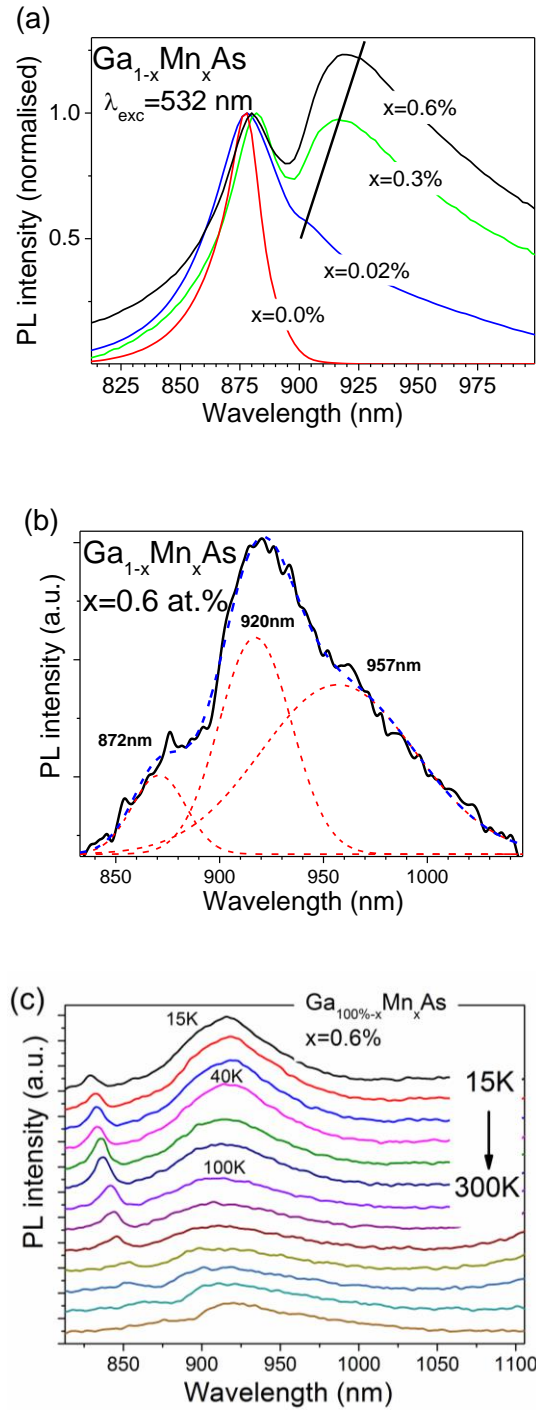 (a)
Ga1-xMnxAs
λexc=532 nm
x=0.6%
x=0.3%
x=0.02%
x=0.0%
1.0
0.5
PL intensity (normalised)
825 850 875 900 925 950 975
Wavelength (nm)
(b)
Ga1-xMnxAs
x=0.6 at.%
920nm
957nm
872nm
PL intensity (a.u.)
850 900 950 1000
Wavelength (nm)
(c)
Ga100%-xMnxAs
x=0.6%
15K
15K
40K
300K
100K
PL intensity (a.u.)
850 900 950 1000 1050 1100
Wavelength (nm)